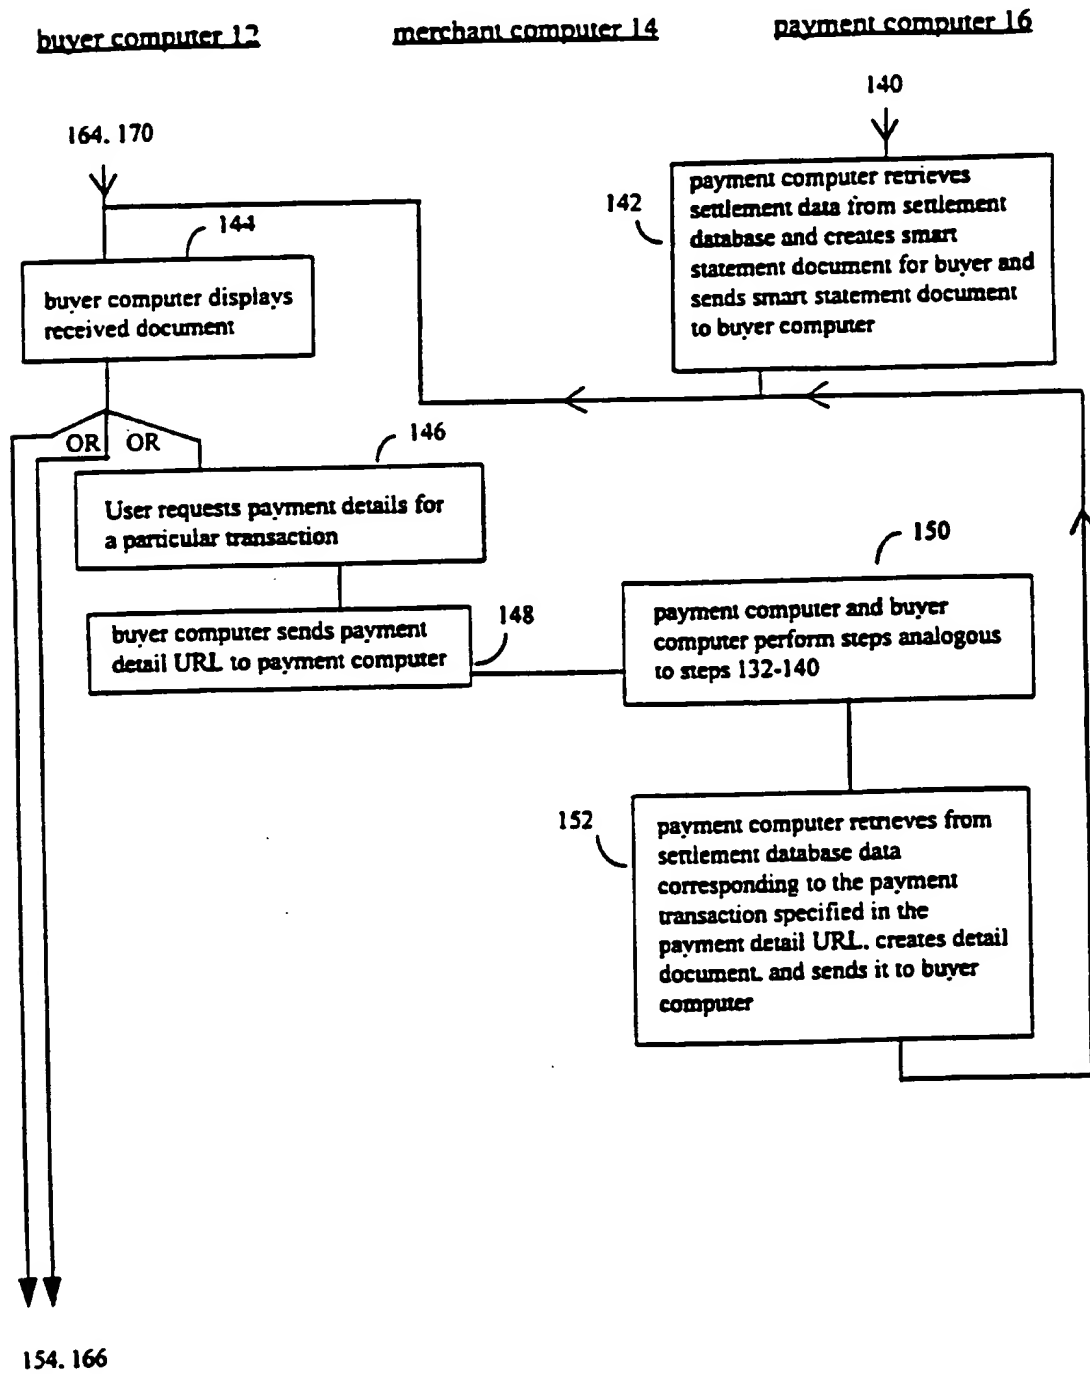 buyer computer 12
merchant computer 14
payment computer 16
140
164. 170
142
payment computer retrieves
settlement data from settlement
database and creates smart
statement document for buyer and
sends smart statement document
to buyer computer
144
buyer computer displays
received document
OR OR
146
User requests payment details for
a particular transaction
148
buyer computer sends payment
detail URL to payment computer
150
payment computer and buyer
computer perform steps analogous
to steps 132-140
152
payment computer retrieves from
settlement database data
corresponding to the payment
transaction specified in the
payment detail URL. creates detail
document. and sends it to buyer
computer
154. 166